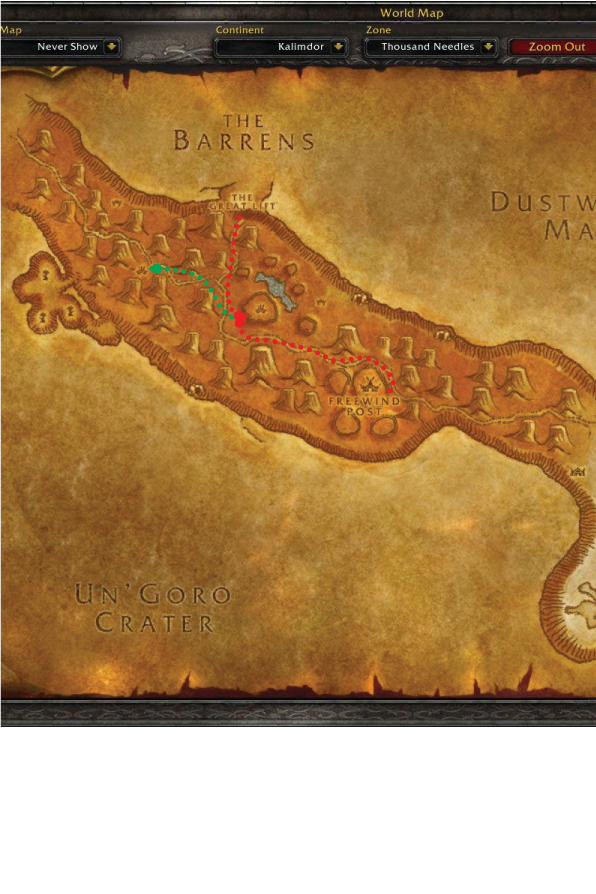 World Map
Map
Continent
Zone
Never Show
Kalimdor
Thousand Needles
Zoom Out
THE
BARRENS
THE
GREAT LIFT
DUSTW
MA
FREEWIND
POST
UN'GORO
CRATER